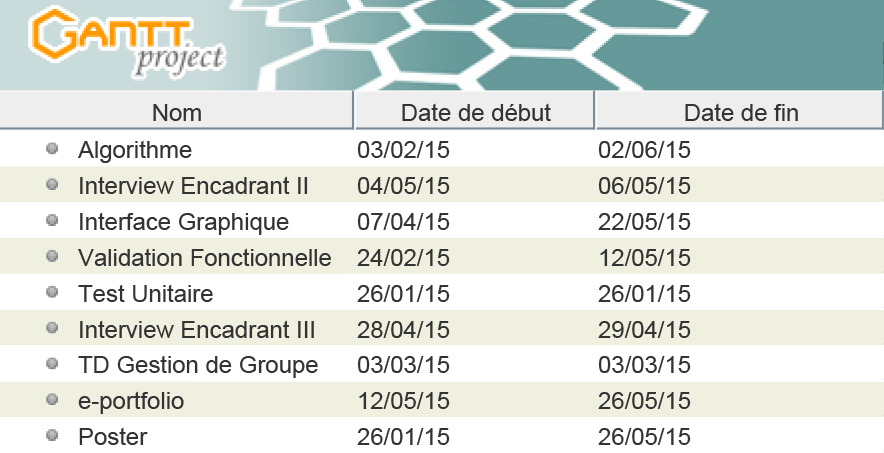 GANTT
project
Nom Date de début Date de fin
Algorithme 03/02/15 02/06/15
Interview Encadrant II 04/05/15 06/05/15
Interface Graphique 07/04/15 22/05/15
Validation Fonctionnelle 24/02/15 12/05/15
Test Unitaire 26/01/15 26/01/15
Interview Encadrant III 28/04/15 29/04/15
TD Gestion de Groupe 03/03/15 03/03/15
e-portfolio 12/05/15 26/05/15
Poster 26/01/15 26/05/15